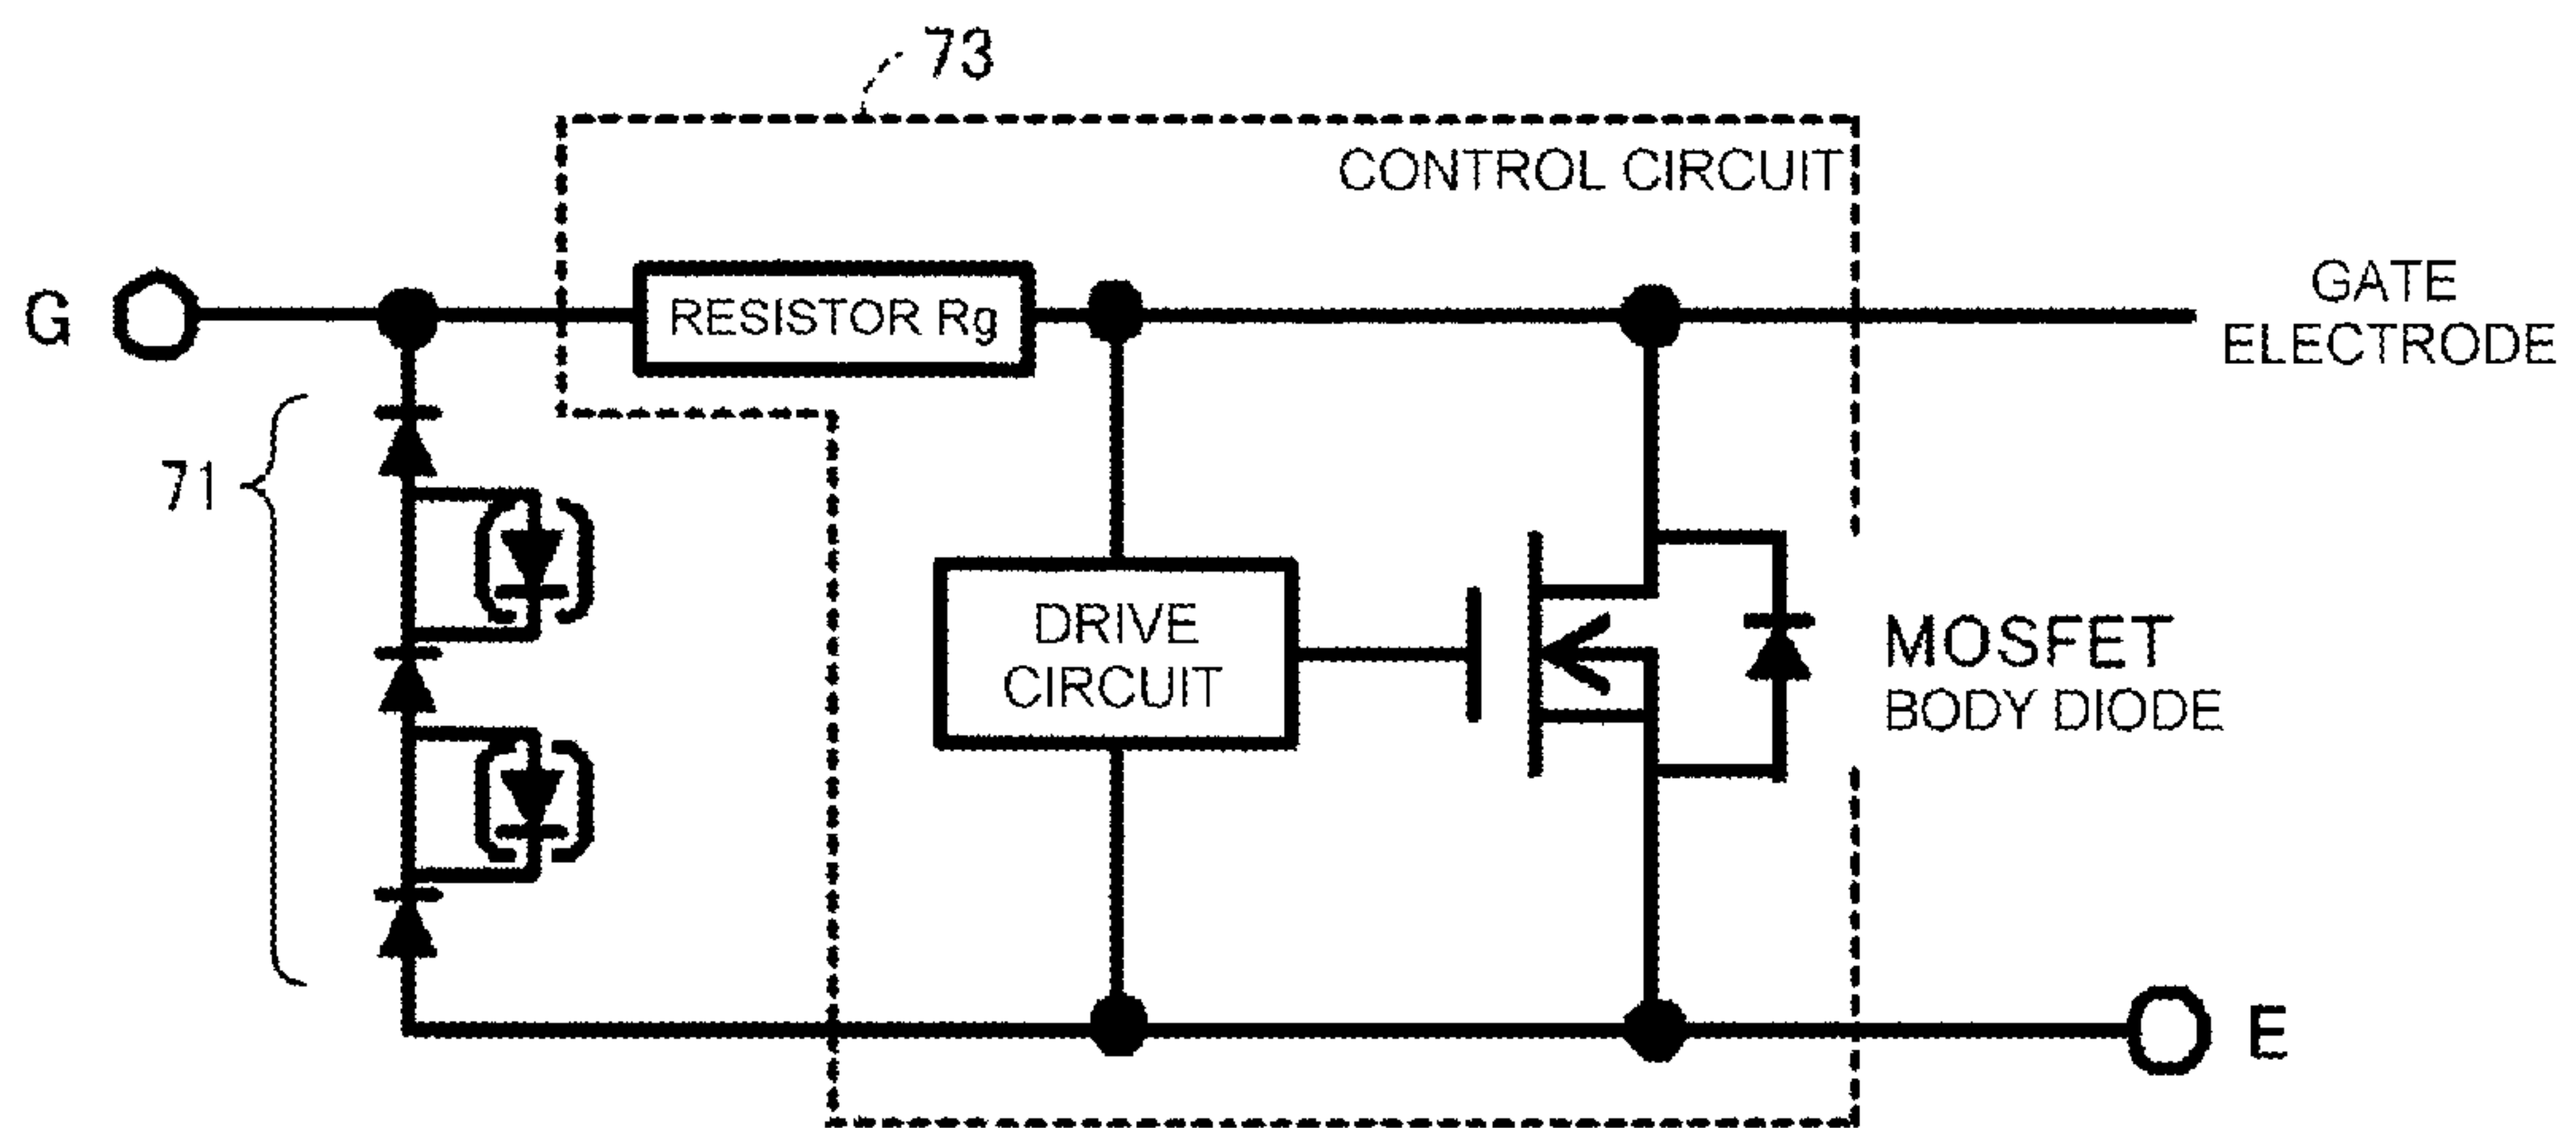 73
CONTROL CIRCUIT
G
RESISTOR Rg
GATE
ELECTRODE
71
DRIVE
CIRCUIT
MOSFET
BODY DIODE
E